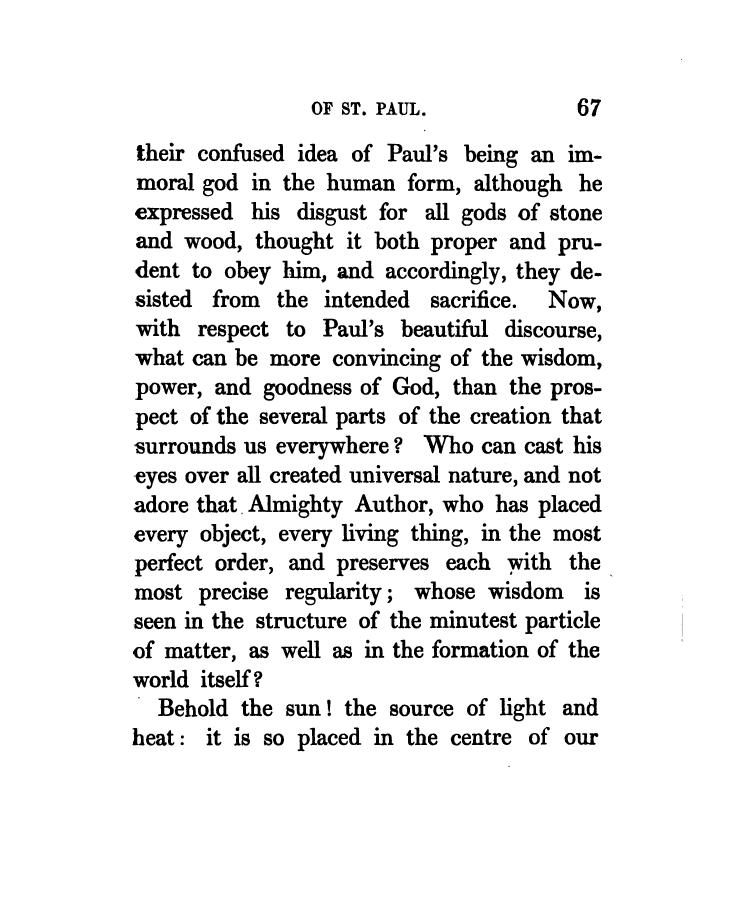 OF ST. PAUL. 67
their confused idea of Paul's being an im-
moral god in the human form, although he
expressed his disgust for all gods of stone
and wood, thought it both proper and pru-
dent to obey him, and accordingly, they de-
sisted from the intended sacrifice. Now,
with respect to Paul's beautiful discourse,
what can be more convincing of the wisdom,
power, and goodness of God, than the pros-
pect of the several parts of the creation that
surrounds us everywhere? Who can cast his
eyes over all created universal nature, and not
adore that Almighty Author, who has placed
every object, every living thing, in the most
perfect order, and preserves each with the
most precise regularity; whose wisdom is
seen in the structure of the minutest particle
of matter, as well as in the formation of the
world itself?
Behold the sun! the source of light and
heat: it is so placed in the centre of our